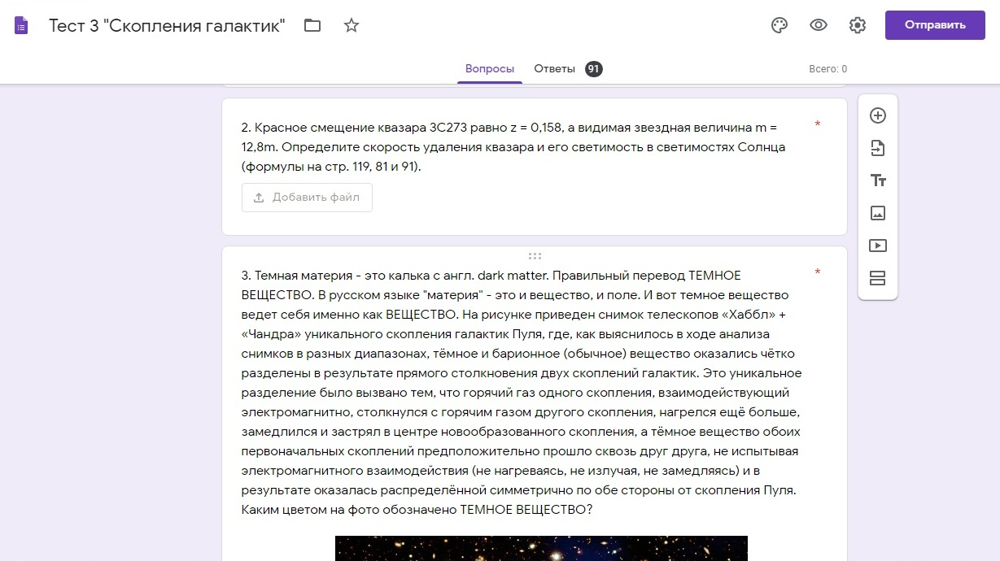 Тест 3 "Скопления галактик"
Отправить
Вопросы
Ответы 91
Всего: 0
2. Красное смещение квазара 3С273 равно z = 0,158, а видимая звездная величина m =
12,8m. Определите скорость удаления квазара и его светимость в светимостях Солнца
(формулы на стр. 119, 81 и 91).
*
Добавить файл
3. Темная материя - это калька с англ. dark matter. Правильный перевод ТЕМНОЕ
ВЕЩЕСТВО. В русском языке "материя" - это и вещество, и поле. И вот темное вещество
ведет себя именно как ВЕЩЕСТВО. На рисунке приведен снимок телескопов «Хаббл» +
«Чандра» уникального скопления галактик Пуля, где, как выяснилось в ходе анализа
снимков в разных диапазонах, тёмное и барионное (обычное) вещество оказались чётко
разделены в результате прямого столкновения двух скоплений галактик. Это уникальное
разделение было вызвано тем, что горячий газ одного скопления, взаимодействующий
электромагнитно, столкнулся с горячим газом другого скопления, нагрелся ещё больше,
замедлился и застрял в центре новообразованного скопления, а тёмное вещество обоих
первоначальных скоплений предположительно прошло сквозь друг друга, не испытывая
электромагнитного взаимодействия (не нагреваясь, не излучая, не замедляясь) и в
результате оказалась распределённой симметрично по обе стороны от скопления Пуля.
Каким цветом на фото обозначено ТЕМНОЕ ВЕЩЕСТВО?
*
Тт